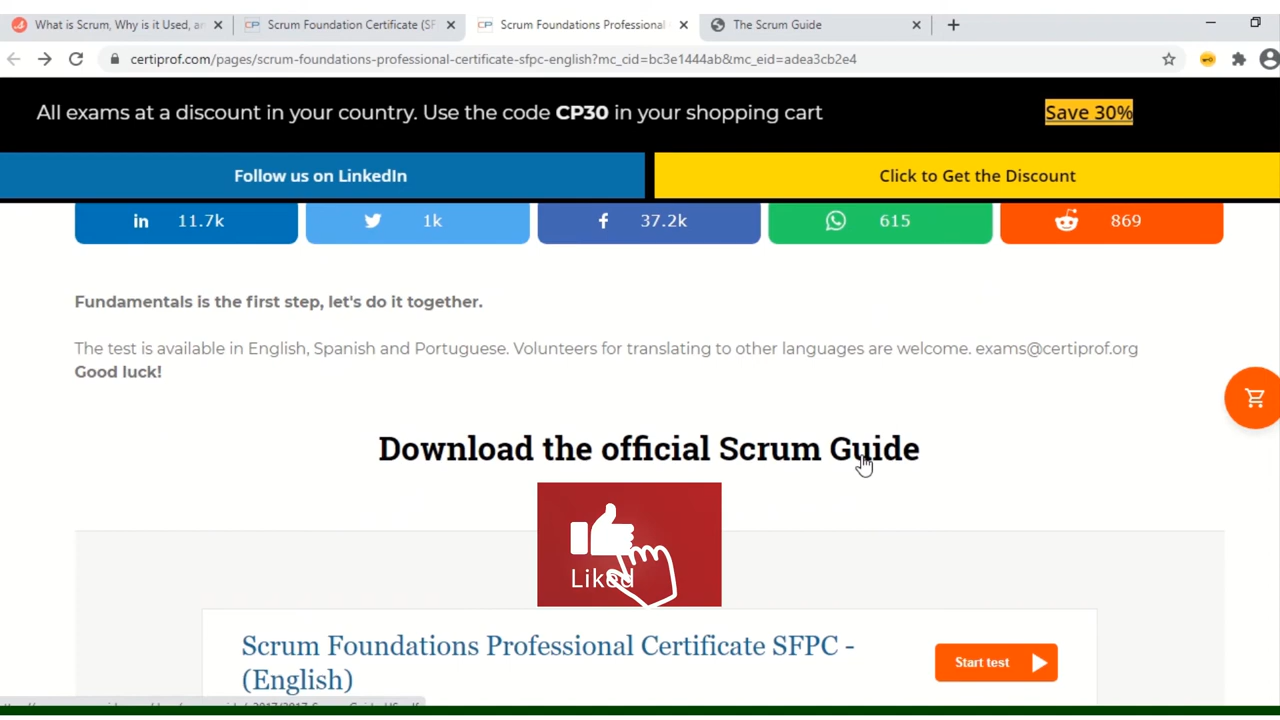 What is Scrum, Why is it Used, a
Scrum Foundation Certificate (SF
Scrum Foundations Professional
The Scrum Guide
certiprof.com/pages/scrum-foundations-professional-certificate-sfpc-english?mc_cid=bc3e1444ab&mc_eid=adea3cb2e4
All exams at a discount in your country. Use the code CP30 in your shopping cart
Save 30%
Follow us on LinkedIn
Click to Get the Discount
in 11.7k
1k
f 37.2k
615
869
Fundamentals is the first step, let's do it together.
The test is available in English, Spanish and Portuguese. Volunteers for translating to other languages are welcome. exams@certiprof.org
Good luck!
Download the official Scrum Guide
Liked
Scrum Foundations Professional Certificate SFPC -
(English)
Start test